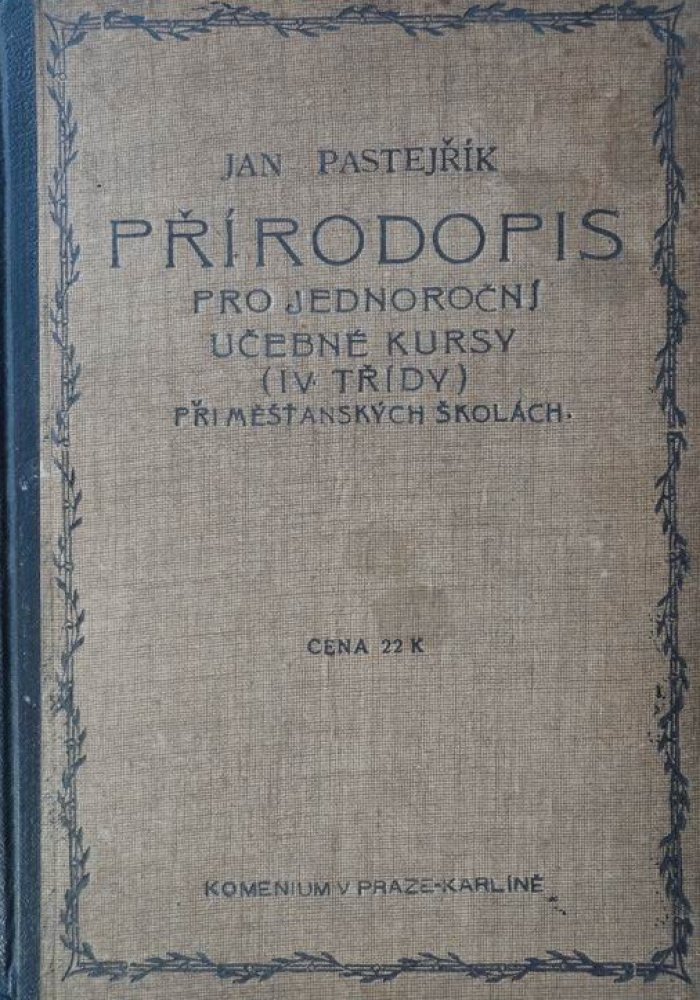 JAN PASTEJŘÍK
PŘÍRODOPIS
PRO JEDNOROČNÍ
UČEBNÉ KURSY
(IV. TŘÍDY)
PŘI MĚŠŤANSKÝCH ŠKOLÁCH.
CENA 22 K
KOMENIUM V PRAZE-KARLÍNĚ